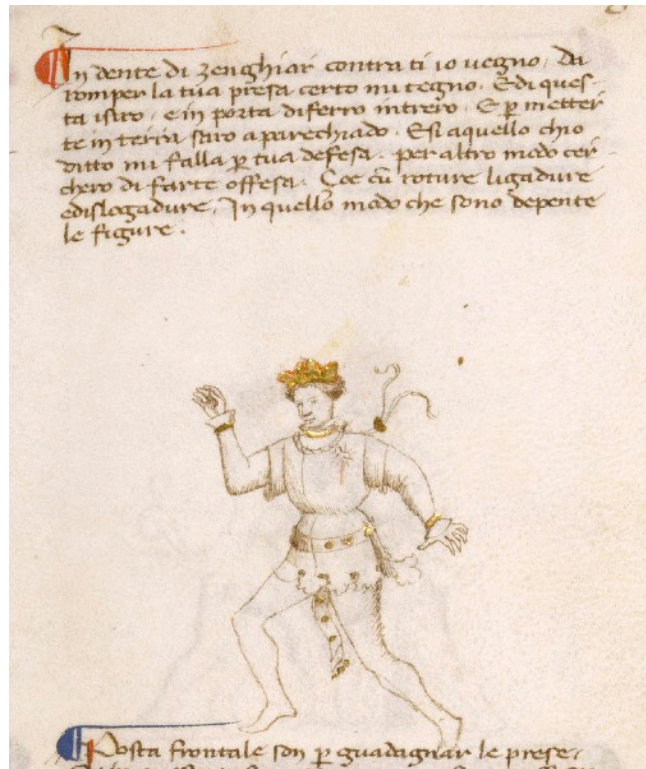 In dente di zenghiar contra ti io uegno. Da
romper la tua presa certo mi tegno. E di ques-
ta isiro. e in porta di ferro intrero. E p metter
te in terra saro aparechiado. E si aquello chio
ditto mi falla p tua defesa. per altro modo cer
chero di farte offesa. Zoe cu roture ligadure
e dislogadure. In quello modo che sono depente
le figure.
Posta frontale son p guadagnar le prese.